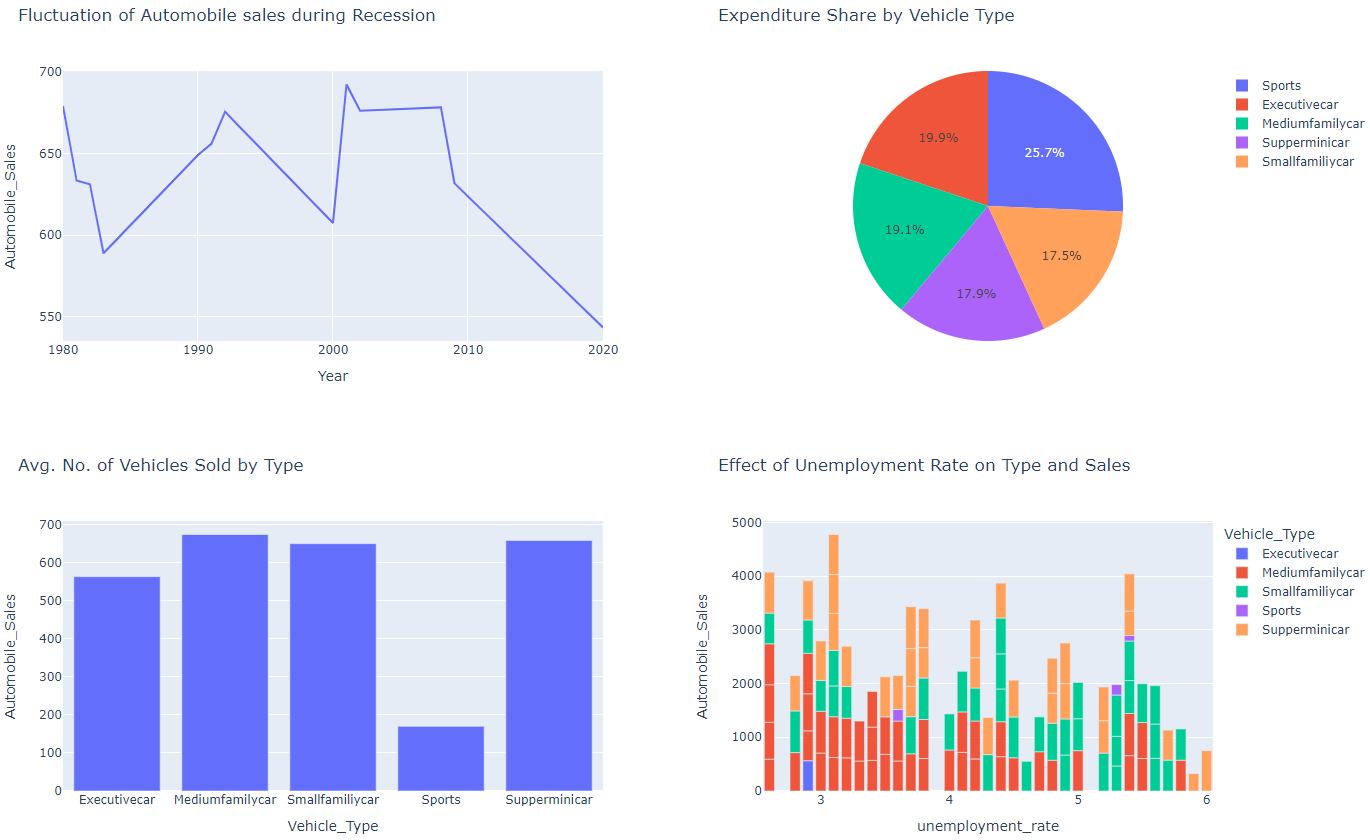 Fluctuation of Automobile sales during Recession
700
650
600
550
Automobile_Sales
1980 1990 2000 2010 2020
Year
Expenditure Share by Vehicle Type
19.9%
25.7%
19.1%
17.5%
17.9%
Sports
Executivecar
Mediumfamilycar
Supperminicar
Smallfamiliycar
Avg. No. of Vehicles Sold by Type
700
600
500
400
300
200
100
0
Automobile_Sales
Executivecar Mediumfamilycar Smallfamiliycar Sports Supperminicar
Vehicle_Type
Effect of Unemployment Rate on Type and Sales
5000
4000
3000
2000
1000
0
Automobile_Sales
3 4 5 6
unemployment_rate
Vehicle_Type
Executivecar
Mediumfamilycar
Smallfamiliycar
Sports
Supperminicar